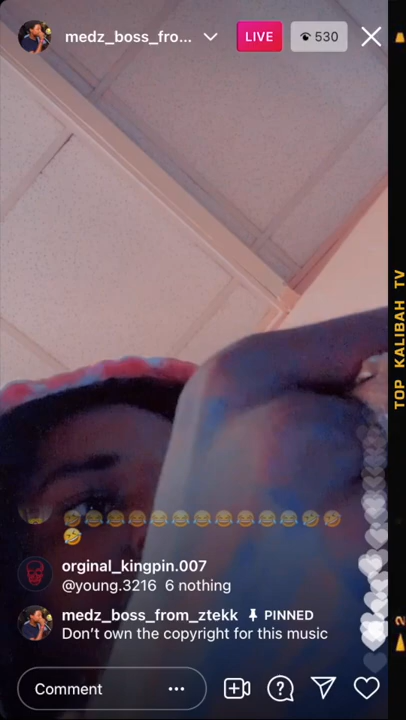 medz_boss_fro...
LIVE
530
TOP KALIBAH TV
😂😂😂😂😂😂😂😂😂😂😂🤣🤣
🤣
orginal_kingpin.007
@young.3216 6 nothing
medz_boss_from_ztekk PINNED
Don't own the copyright for this music
2
Comment